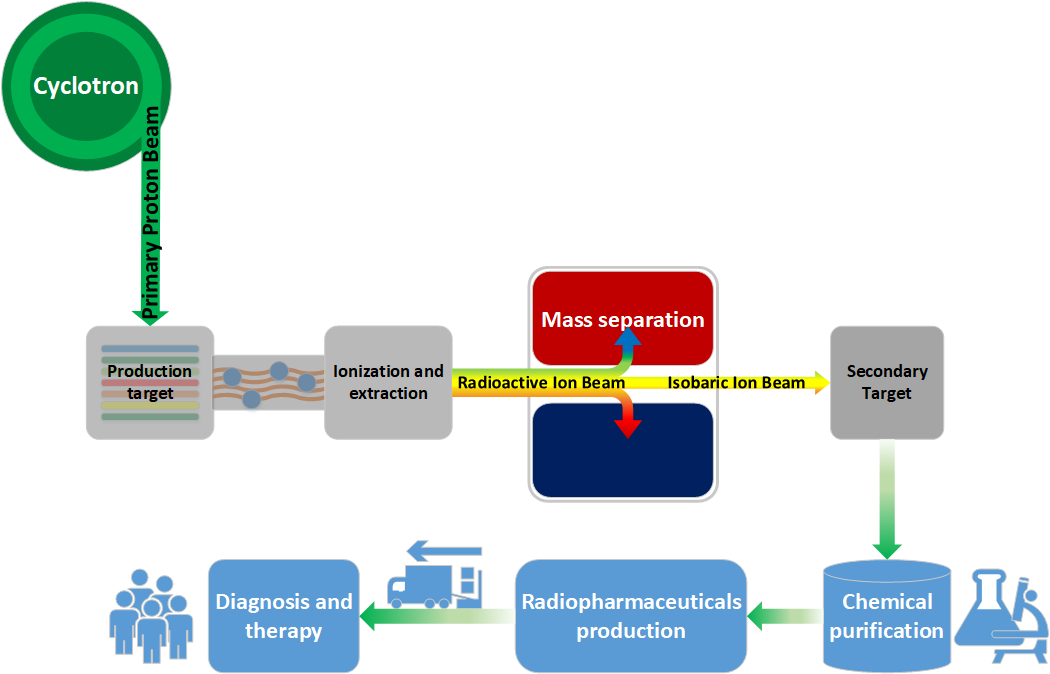 Cyclotron
Primary Proton Beam
Mass separation
Production
target
Ionization and
extraction
Radioactive Ion Beam
Isobaric Ion Beam
Secondary
Target
Chemical
purification
Radiopharmaceuticals
production
Diagnosis and
therapy